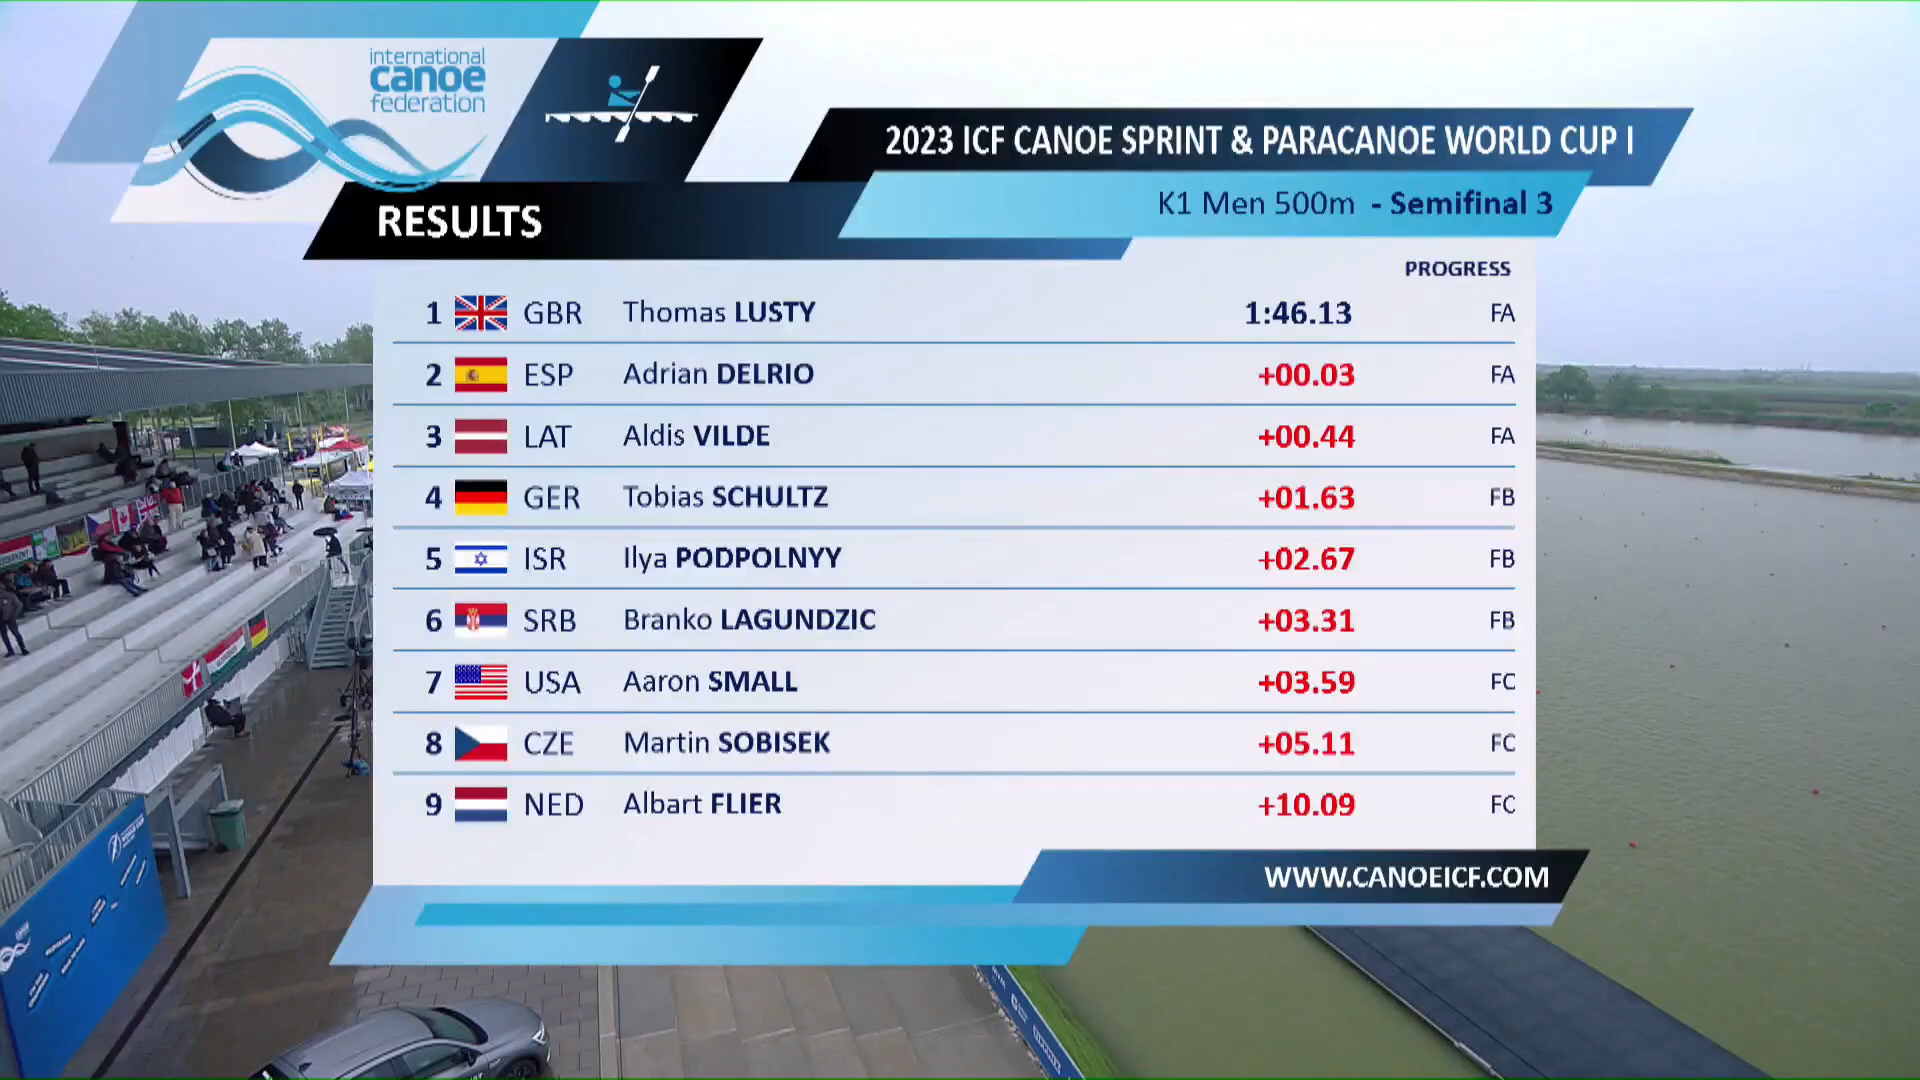 international
canoe
federation
2023 ICF CANOE SPRINT & PARACANOE WORLD CUP I
K1 Men 500m - Semifinal 3
RESULTS
PROGRESS
1 GBR Thomas LUSTY 1:46.13 FA
2 ESP Adrian DELRIO +00.03 FA
3 LAT Aldis VILDE +00.44 FA
4 GER Tobias SCHULTZ +01.63 FB
5 ISR Ilya PODPOLNYY +02.67 FB
6 SRB Branko LAGUNDZIC +03.31 FB
7 USA Aaron SMALL +03.59 FC
8 CZE Martin SOBISEK +05.11 FC
9 NED Albart FLIER +10.09 FC
WWW.CANOEICF.COM